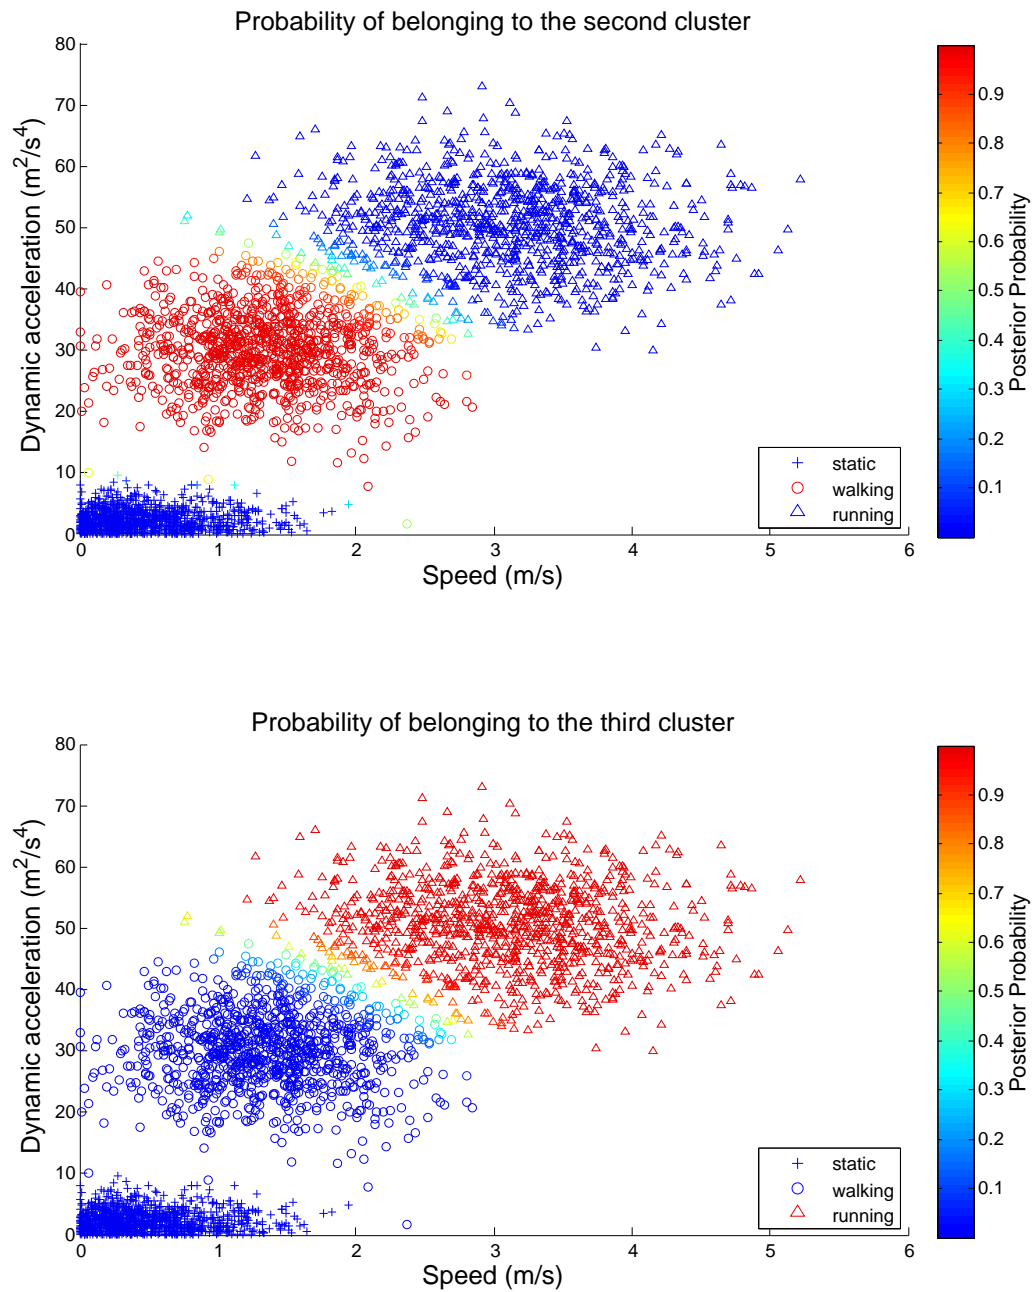 Probability of belonging to the second cluster
80
70
60
50
40
30
20
10
0
0 1 2 3 4 5 6
Dynamic acceleration (m²/s⁴)
Speed (m/s)
static
walking
running
0.9
0.8
0.7
0.6
0.5
0.4
0.3
0.2
0.1
Posterior Probability
Probability of belonging to the third cluster
80
70
60
50
40
30
20
10
0
0 1 2 3 4 5 6
Dynamic acceleration (m²/s⁴)
Speed (m/s)
static
walking
running
0.9
0.8
0.7
0.6
0.5
0.4
0.3
0.2
0.1
Posterior Probability